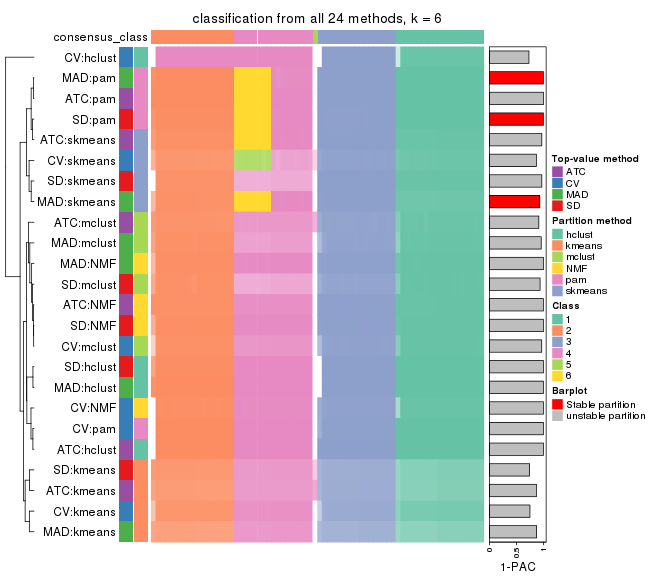 classification from all 24 methods, k = 6
consensus_class
CV:hclust
MAD:pam
ATC:pam
SD:pam
ATC:skmeans
CV:skmeans
SD:skmeans
MAD:skmeans
ATC:mclust
MAD:mclust
MAD:NMF
SD:mclust
ATC:NMF
SD:NMF
CV:mclust
SD:hclust
MAD:hclust
CV:NMF
CV:pam
ATC:hclust
SD:kmeans
ATC:kmeans
CV:kmeans
MAD:kmeans
0
0.5
1
1-PAC
Top-value method
ATC
CV
MAD
SD
Partition method
hclust
kmeans
mclust
NMF
pam
skmeans
Class
1
2
3
4
5
6
Barplot
Stable partition
unstable partition